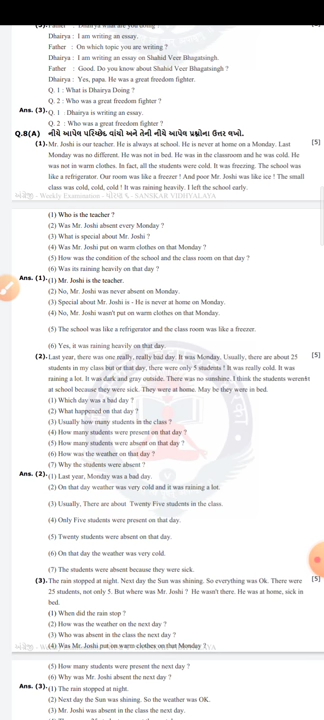 (3). Father : Dhairya what are you doing
Dhairya : I am writing an essay.
Father : On which topic you are writing ?
Dhairya : I am writing an essay on Shahid Veer Bhagatsingh.
Father : Good. Do you know about Shahid Veer Bhagatsingh ?
Dhairya : Yes, papa. He was a great freedom fighter.
Q. 1 : What is Dhairya Doing ?
Q. 2 : Who was a great freedom fighter ?
Ans. (3). Q. 1 : Dhairya is writing an essay.
Q. 2 : Who was a great freedom fighter ?
Q.8(A) નીચે આપેલ પરિચ્છેદ વાંચો અને તેની નીચે આપેલ પ્રશ્નોના ઉત્તર લખો.
(1). Mr. Joshi is our teacher. He is always at school. He is never at home on a Monday. Last [5]
Monday was no different. He was not in bed. He was in the classroom and he was cold. He
was not in warm clothes. In fact, all the students were cold. It was freezing. The school was
like a refrigerator. Our room was like a freezer ! And poor Mr. Joshi was like ice ! The small
class was cold, cold, cold ! It was raining heavily. I left the school early.
અંગ્રેજી - Weekly Examination - ધોરણ ૬ - SANSKAR VIDHYALAYA
(1) Who is the teacher ?
(2) Was Mr. Joshi absent every Monday ?
(3) What is special about Mr. Joshi ?
(4) Was Mr. Joshi put on warm clothes on that Monday ?
(5) How was the condition of the school and the class room on that day ?
(6) Was its raining heavily on that day ?
Ans. (1). (1) Mr. Joshi is the teacher.
(2) No, Mr. Joshi was never absent on Monday.
(3) Special about Mr. Joshi is - He is never at home on Monday.
(4) No, Mr. Joshi wasn't put on warm clothes on that Monday.
(5) The school was like a refrigerator and the class room was like a freezer.
(6) Yes, it was raining heavily on that day.
(2). Last year, there was one really, really bad day. It was Monday. Usually, there are about 25 [5]
students in my class but or that day, there were only 5 students ! It was really cold. It was
raining a lot. It was dark and gray outside. There was no sunshine. I think the students weren't
at school because they were sick. They were at home. May be they were in bed.
(1) Which day was a bad day ?
(2) What happened on that day ?
(3) Usually how many students in the class ?
(4) How many students were present on that day ?
(5) How many students were absent on that day ?
(6) How was the weather on that day ?
(7) Why the students were absent ?
Ans. (2). (1) Last year, Monday was a bad day.
(2) On that day weather was very cold and it was raining a lot.
(3) Usually, There are about Twenty Five students in the class.
(4) Only Five students were present on that day.
(5) Twenty students were absent on that day.
(6) On that day the weather was very cold.
(7) The students were absent because they were sick.
(3). The rain stopped at night. Next day the Sun was shining. So everything was Ok. There were [5]
25 students, not only 5. But where was Mr. Joshi ? He wasn't there. He was at home, sick in
bed.
(1) When did the rain stop ?
(2) How was the weather on the next day ?
(3) Who was absent in the class the next day ?
(4) Was Mr. Joshi put on warm clothes on that Monday ?
(5) How many students were present the next day ?
(6) Why was Mr. Joshi absent the next day ?
Ans. (3). (1) The rain stopped at night.
(2) Next day the Sun was shining. So the weather was OK.
(3) Mr. Joshi was absent in the class the next day.